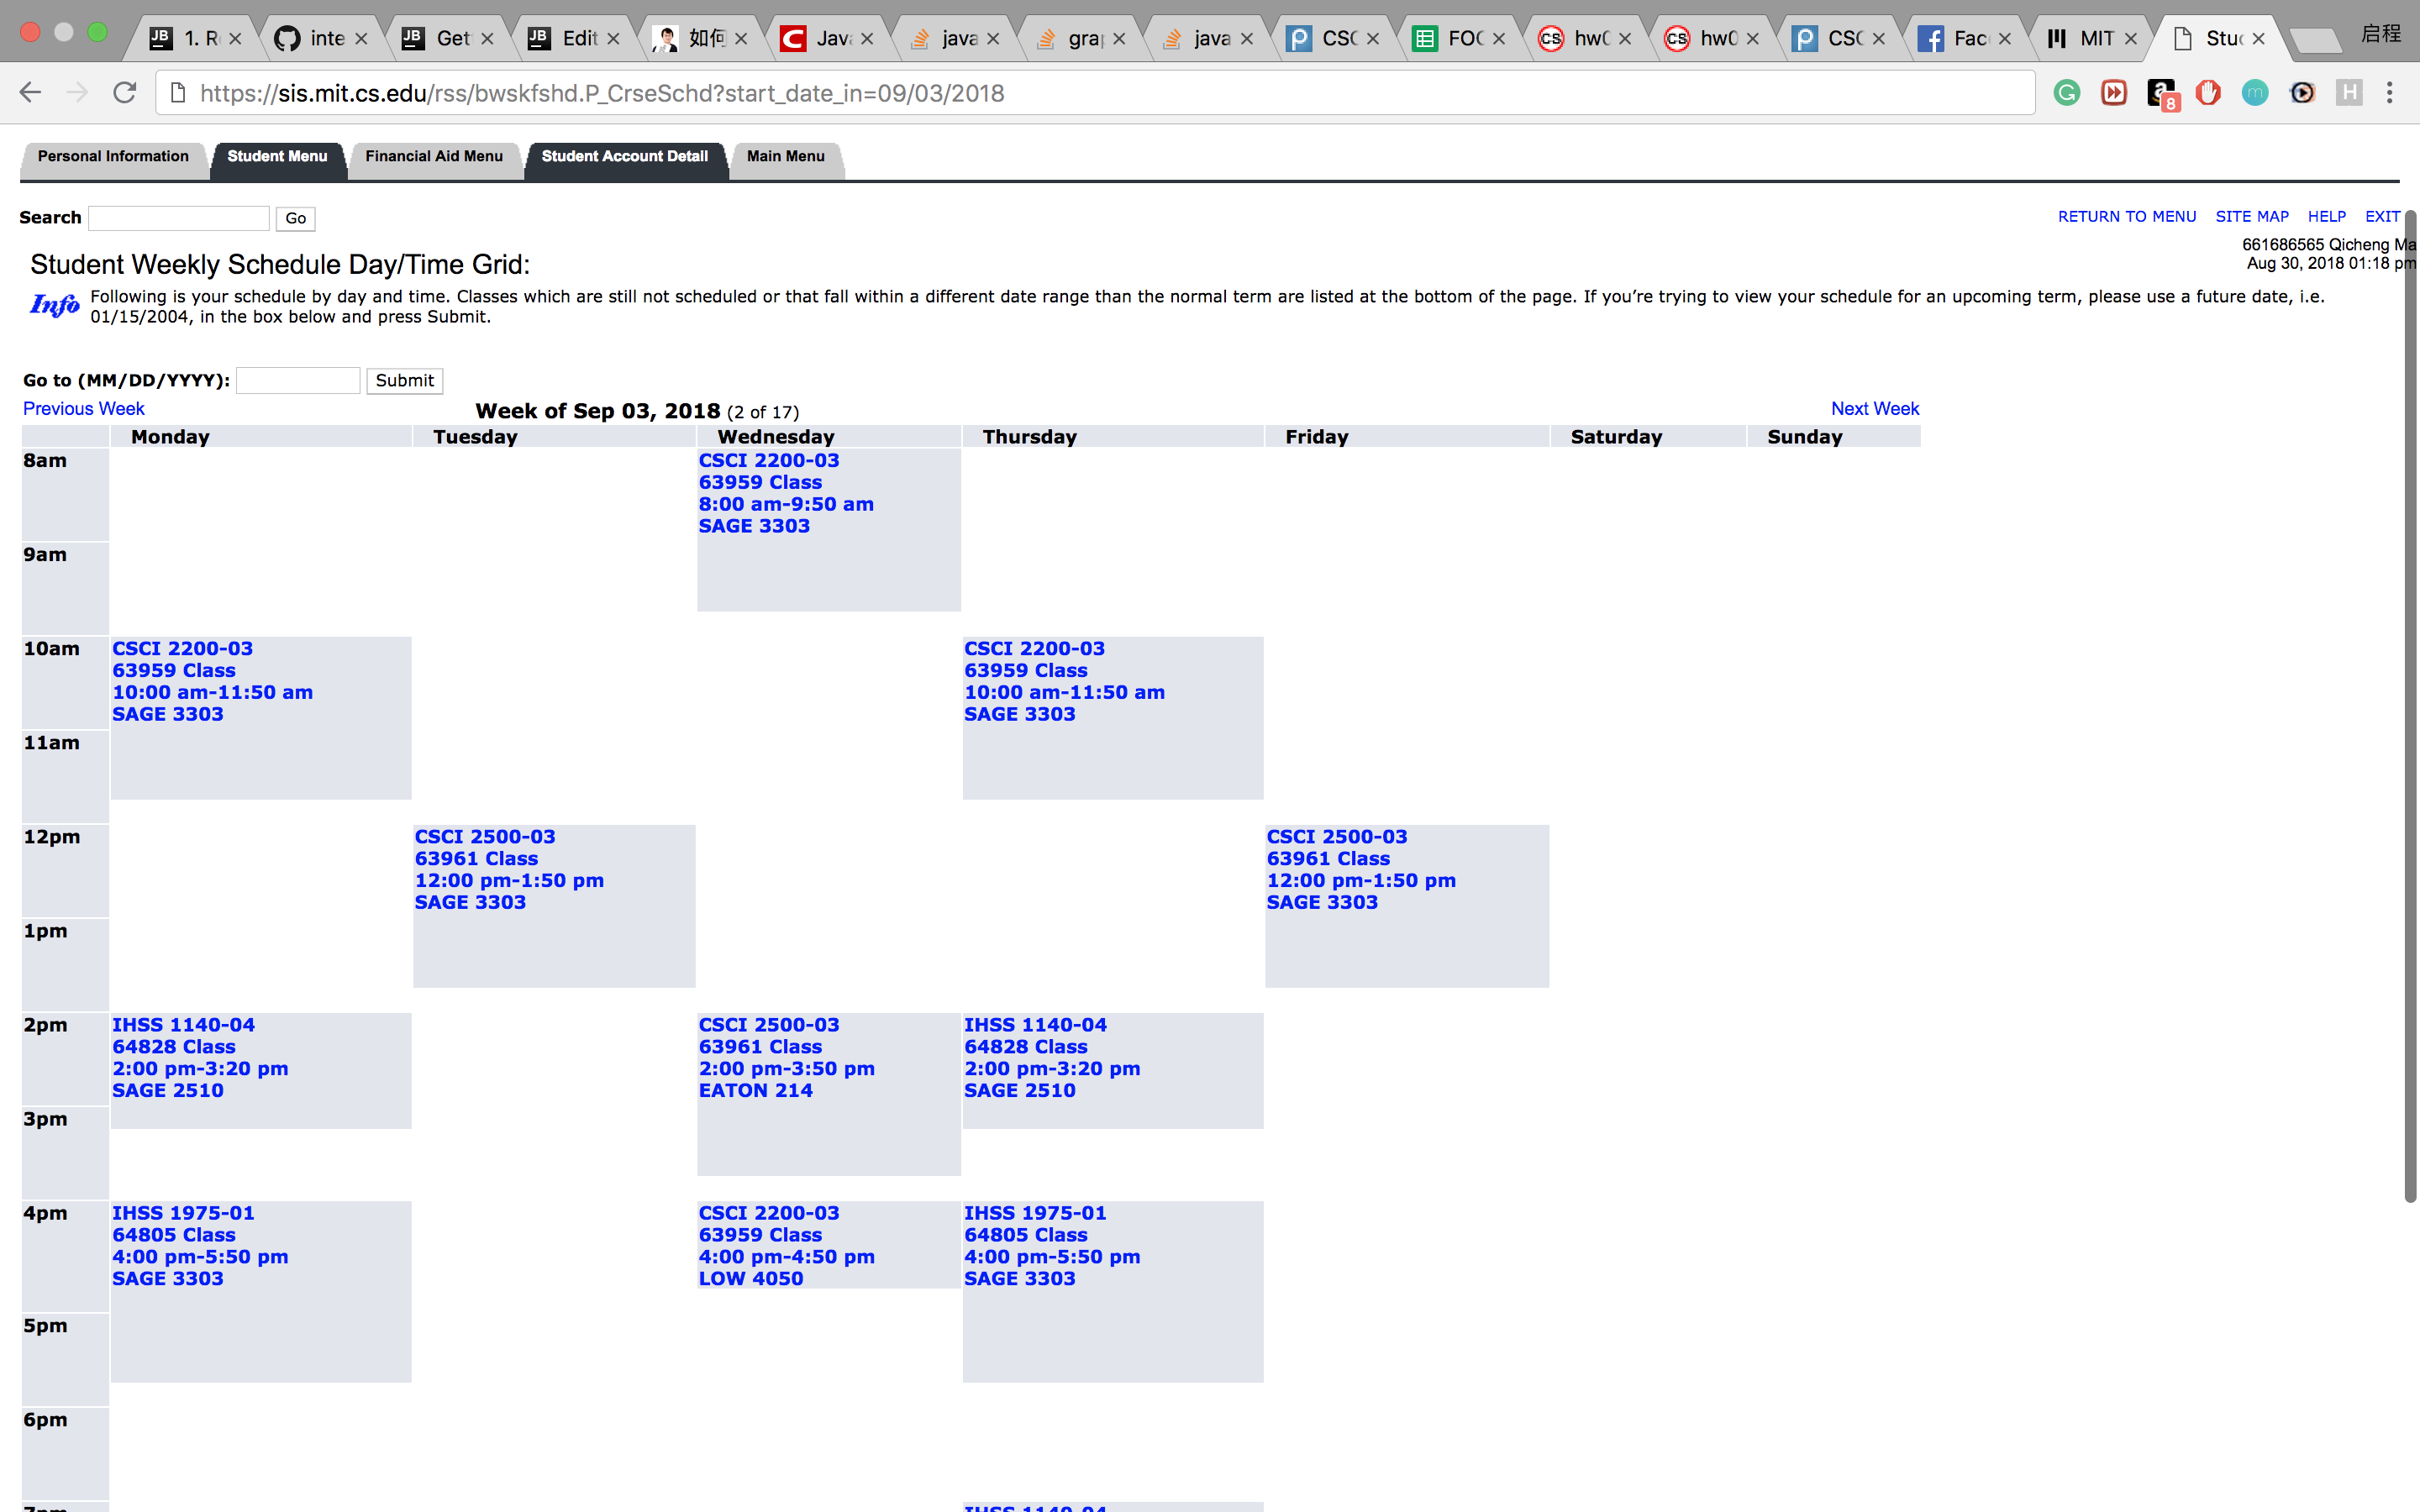 1. R
inte
Get
Edit
如何
Java
java
gra
java
CSC
FOC
hw0
hw0
CSC
Fac
MIT
Stu
启程
https://sis.mit.cs.edu/rss/bwskfshd.P_CrseSchd?start_date_in=09/03/2018
8
Personal Information
Student Menu
Financial Aid Menu
Student Account Detail
Main Menu
Search
Go
RETURN TO MENU SITE MAP HELP EXIT
661686565 Qicheng Ma
Aug 30, 2018 01:18 pm
Student Weekly Schedule Day/Time Grid:
Info
Following is your schedule by day and time. Classes which are still not scheduled or that fall within a different date range than the normal term are listed at the bottom of the page. If you’re trying to view your schedule for an upcoming term, please use a future date, i.e.
01/15/2004, in the box below and press Submit.
Go to (MM/DD/YYYY):
Submit
Previous Week
Week of Sep 03, 2018 (2 of 17)
Next Week
Monday Tuesday Wednesday Thursday Friday Saturday Sunday
8am
CSCI 2200-03
63959 Class
8:00 am-9:50 am
SAGE 3303
9am
10am
CSCI 2200-03
63959 Class
10:00 am-11:50 am
SAGE 3303
CSCI 2200-03
63959 Class
10:00 am-11:50 am
SAGE 3303
11am
12pm
CSCI 2500-03
63961 Class
12:00 pm-1:50 pm
SAGE 3303
CSCI 2500-03
63961 Class
12:00 pm-1:50 pm
SAGE 3303
1pm
2pm
IHSS 1140-04
64828 Class
2:00 pm-3:20 pm
SAGE 2510
CSCI 2500-03
63961 Class
2:00 pm-3:50 pm
EATON 214
IHSS 1140-04
64828 Class
2:00 pm-3:20 pm
SAGE 2510
3pm
4pm
IHSS 1975-01
64805 Class
4:00 pm-5:50 pm
SAGE 3303
CSCI 2200-03
63959 Class
4:00 pm-4:50 pm
LOW 4050
IHSS 1975-01
64805 Class
4:00 pm-5:50 pm
SAGE 3303
5pm
6pm
7pm
IHSS 1140-04